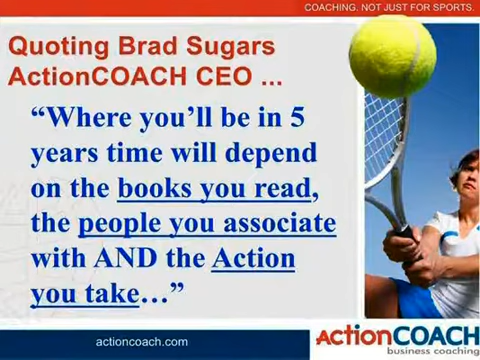 COACHING. NOT JUST FOR SPORTS.
Quoting Brad Sugars
ActionCOACH CEO ...
“Where you’ll be in 5
years time will depend
on the books you read,
the people you associate
with AND the Action
you take…”
actioncoach.com
ActionCOACH
business coaching